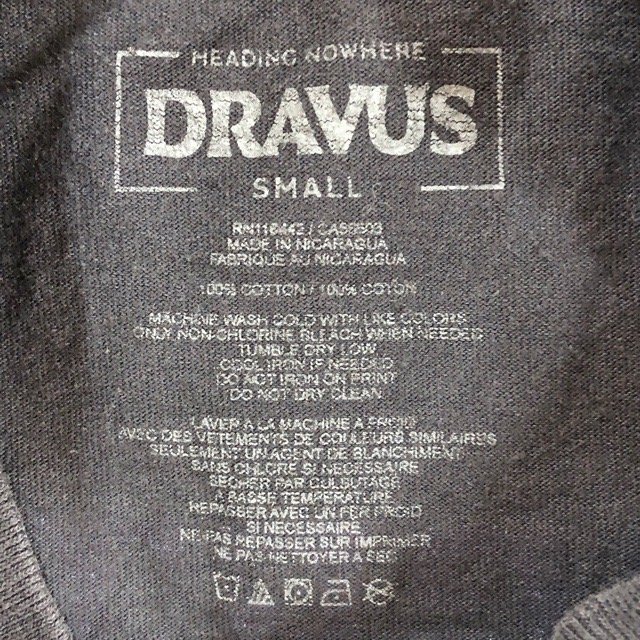 HEADING NOWHERE
DRAVUS
SMALL
MADE IN NICARAGUA
FABRIQUE AU NICARAGUA
100% COTTON / 100% COTON
MACHINE WASH COLD WITH LIKE COLORS
ONLY NON-CHLORINE BLEACH WHEN NEEDED
TUMBLE DRY LOW
COOL IRON IF NEEDED
DO NOT IRON ON PRINT
DO NOT DRY CLEAN
LAVER A LA MACHINE A FROID
AVEC DES VETEMENTS DE COULEURS SIMILAIRES
SEULEMENT UN AGENT DE BLANCHIMENT
SANS CHLORE SI NECESSAIRE
SECHER PAR CULBUTAGE
A BASSE TEMPERATURE
REPASSER AVEC UN FER FROID
SI NECESSAIRE
NE PAS REPASSER SUR IMPRIMER
NE PAS NETTOYER A SEC